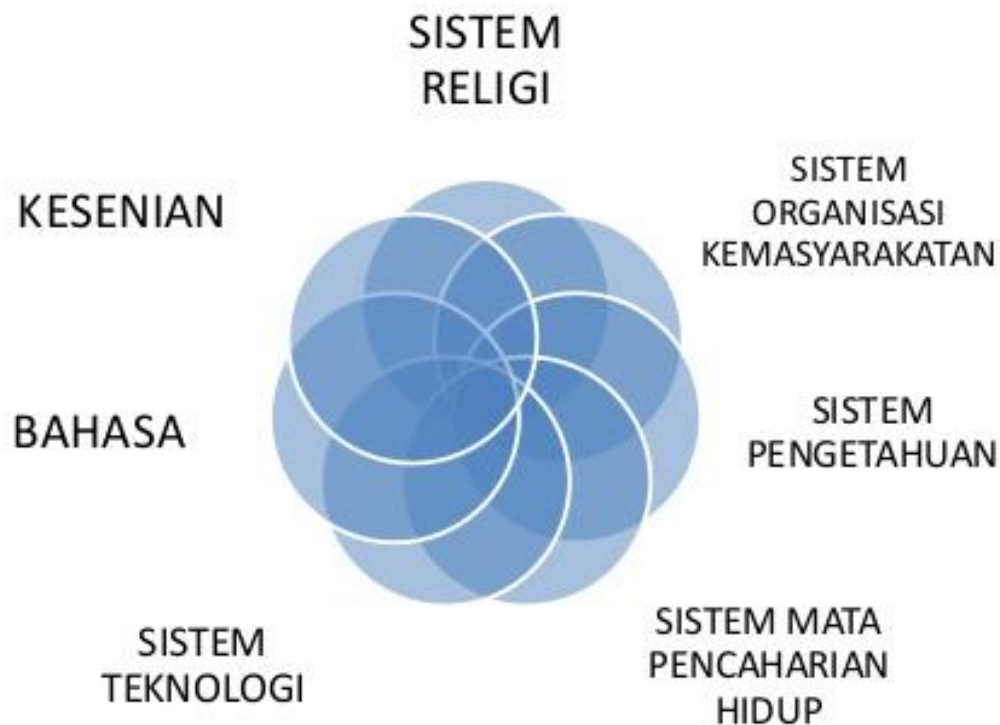 SISTEM
RELIGI
KESENIAN
SISTEM
ORGANISASI
KEMASYARAKATAN
BAHASA
SISTEM
PENGETAHUAN
SISTEM
TEKNOLOGI
SISTEM MATA
PENCAHARIAN
HIDUP